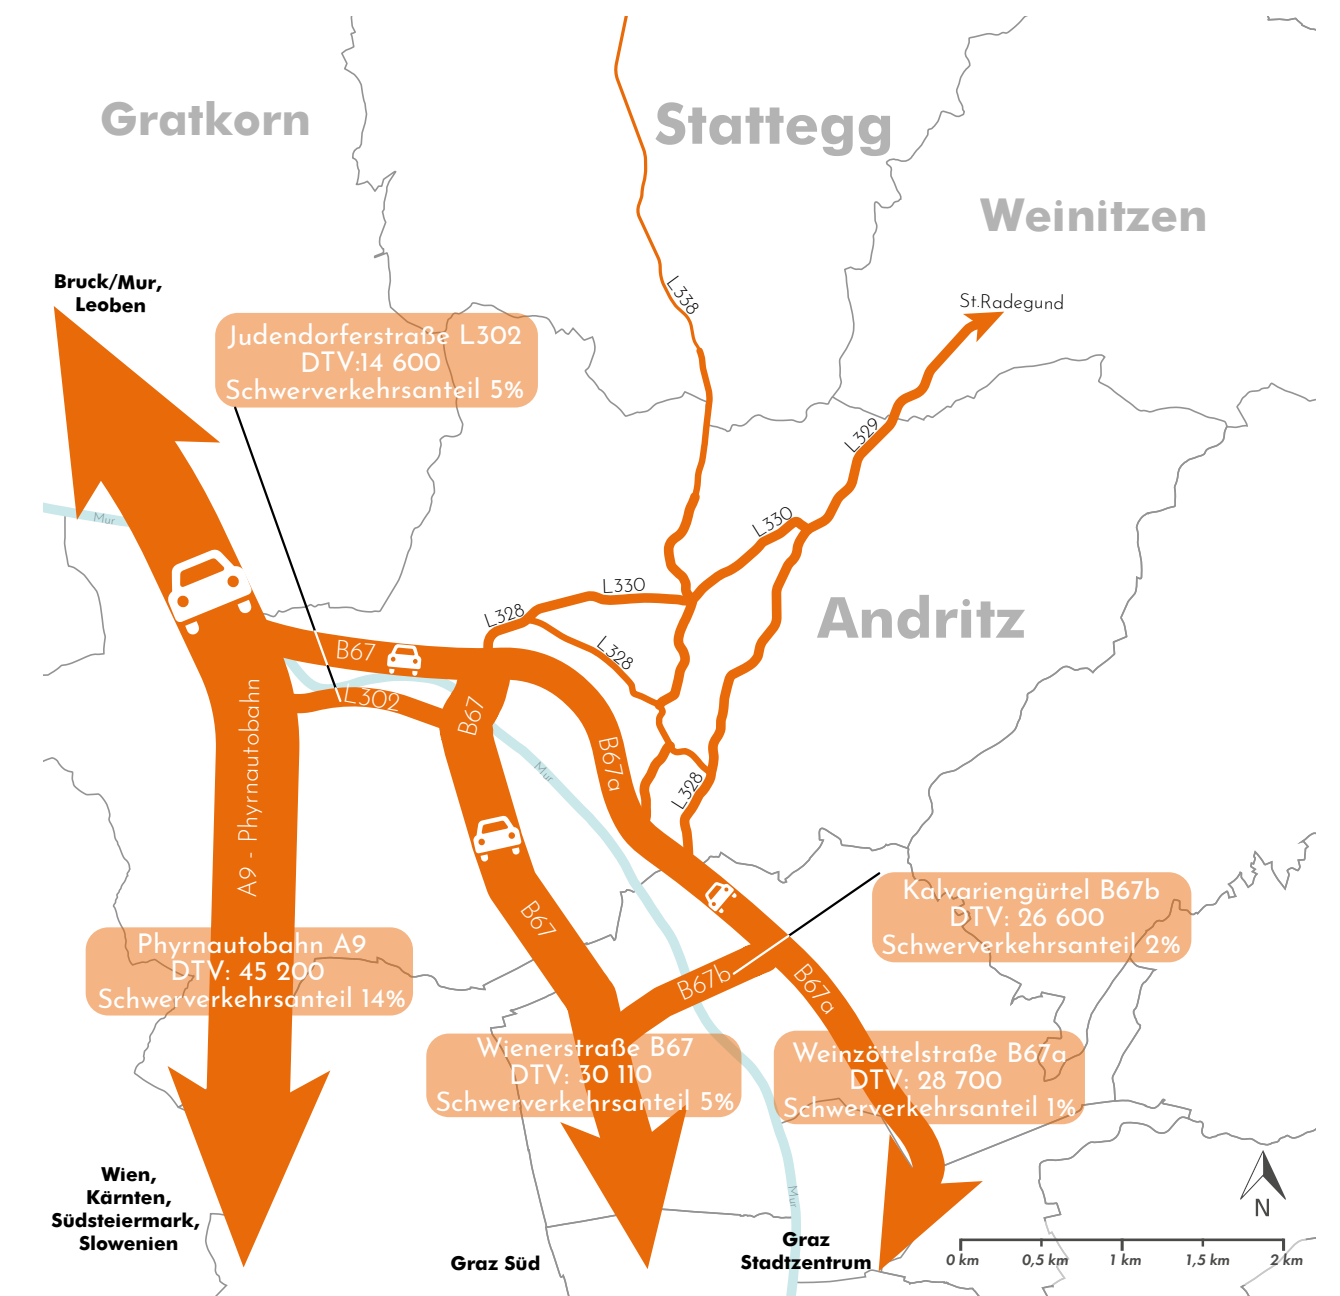 Gratkorn
Stattegg
Weinitzen
Bruck/Mur,
Leoben
L338
St.Radegund
Judendorferstraße L302
DTV:14 600
Schwerverkehrsanteil 5%
L329
Mur
L330
L330
L328
Andritz
L328
B67
L302
B67
A9 - Phyrnautobahn
B67a
Mur
L328
B67
Kalvariengürtel B67b
DTV: 26 600
Schwerverkehrsanteil 2%
Phyrnautobahn A9
DTV: 45 200
Schwerverkehrsanteil 14%
B67b
B67a
Wienerstraße B67
DTV: 30 110
Schwerverkehrsanteil 5%
Weinzöttelstraße B67a
DTV: 28 700
Schwerverkehrsanteil 1%
Wien,
Kärnten,
Südsteiermark,
Slowenien
Mur
N
Graz Süd
Graz
Stadtzentrum
0 km 0,5 km 1 km 1,5 km 2 km